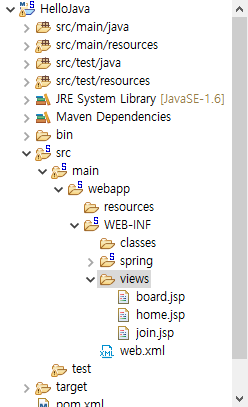 HelloJava
src/main/java
src/main/resources
src/test/java
src/test/resources
JRE System Library [JavaSE-1.6]
Maven Dependencies
bin
src
main
webapp
resources
WEB-INF
classes
spring
views
board.jsp
home.jsp
join.jsp
web.xml
test
target
pom.xml